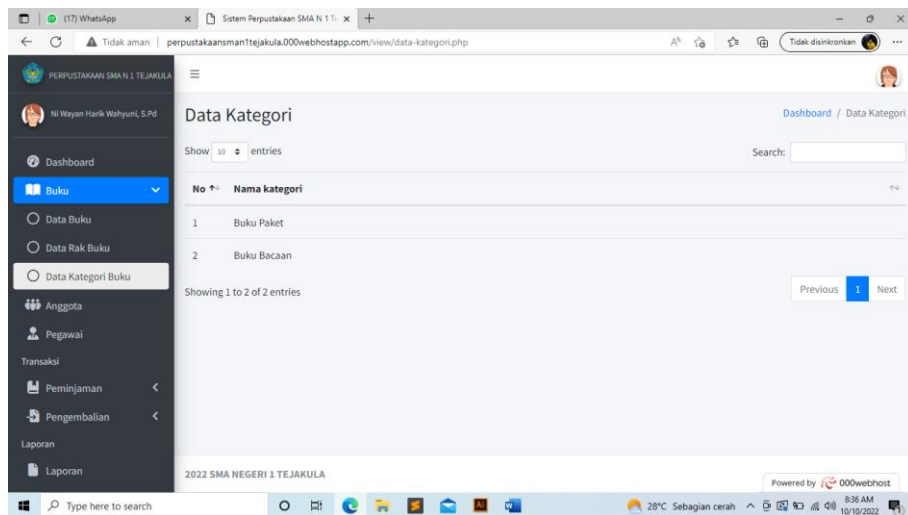 (17) WhatsApp
Sistem Perpustakaan SMA N 1 Te
Tidak aman | perpustakaansman1tejakula.000webhostapp.com/view/data-kategori.php
Tidak disinkronkan
PERPUSTAKAAN SMA N 1 TEJAKULA
Ni Wayan Harik Wahyuni, S.Pd
Data Kategori
Dashboard / Data Kategori
Show 10 entries
Search:
No Nama kategori
1 Buku Paket
2 Buku Bacaan
Showing 1 to 2 of 2 entries
Previous 1 Next
Dashboard
Buku
Data Buku
Data Rak Buku
Data Kategori Buku
Anggota
Pegawai
Transaksi
Peminjaman
Pengembalian
Laporan
Laporan
2022 SMA NEGERI 1 TEJAKULA
Powered by 000webhost
Type here to search
28°C Sebagian cerah
8:36 AM
10/10/2022